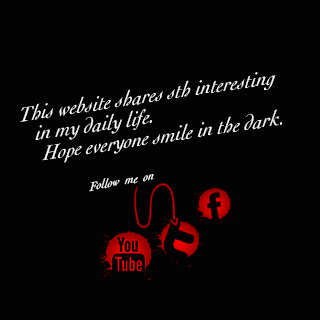 This website shares sth interesting
in my daily life.
Hope everyone smile in the dark.
Follow me on
You
Tube
f